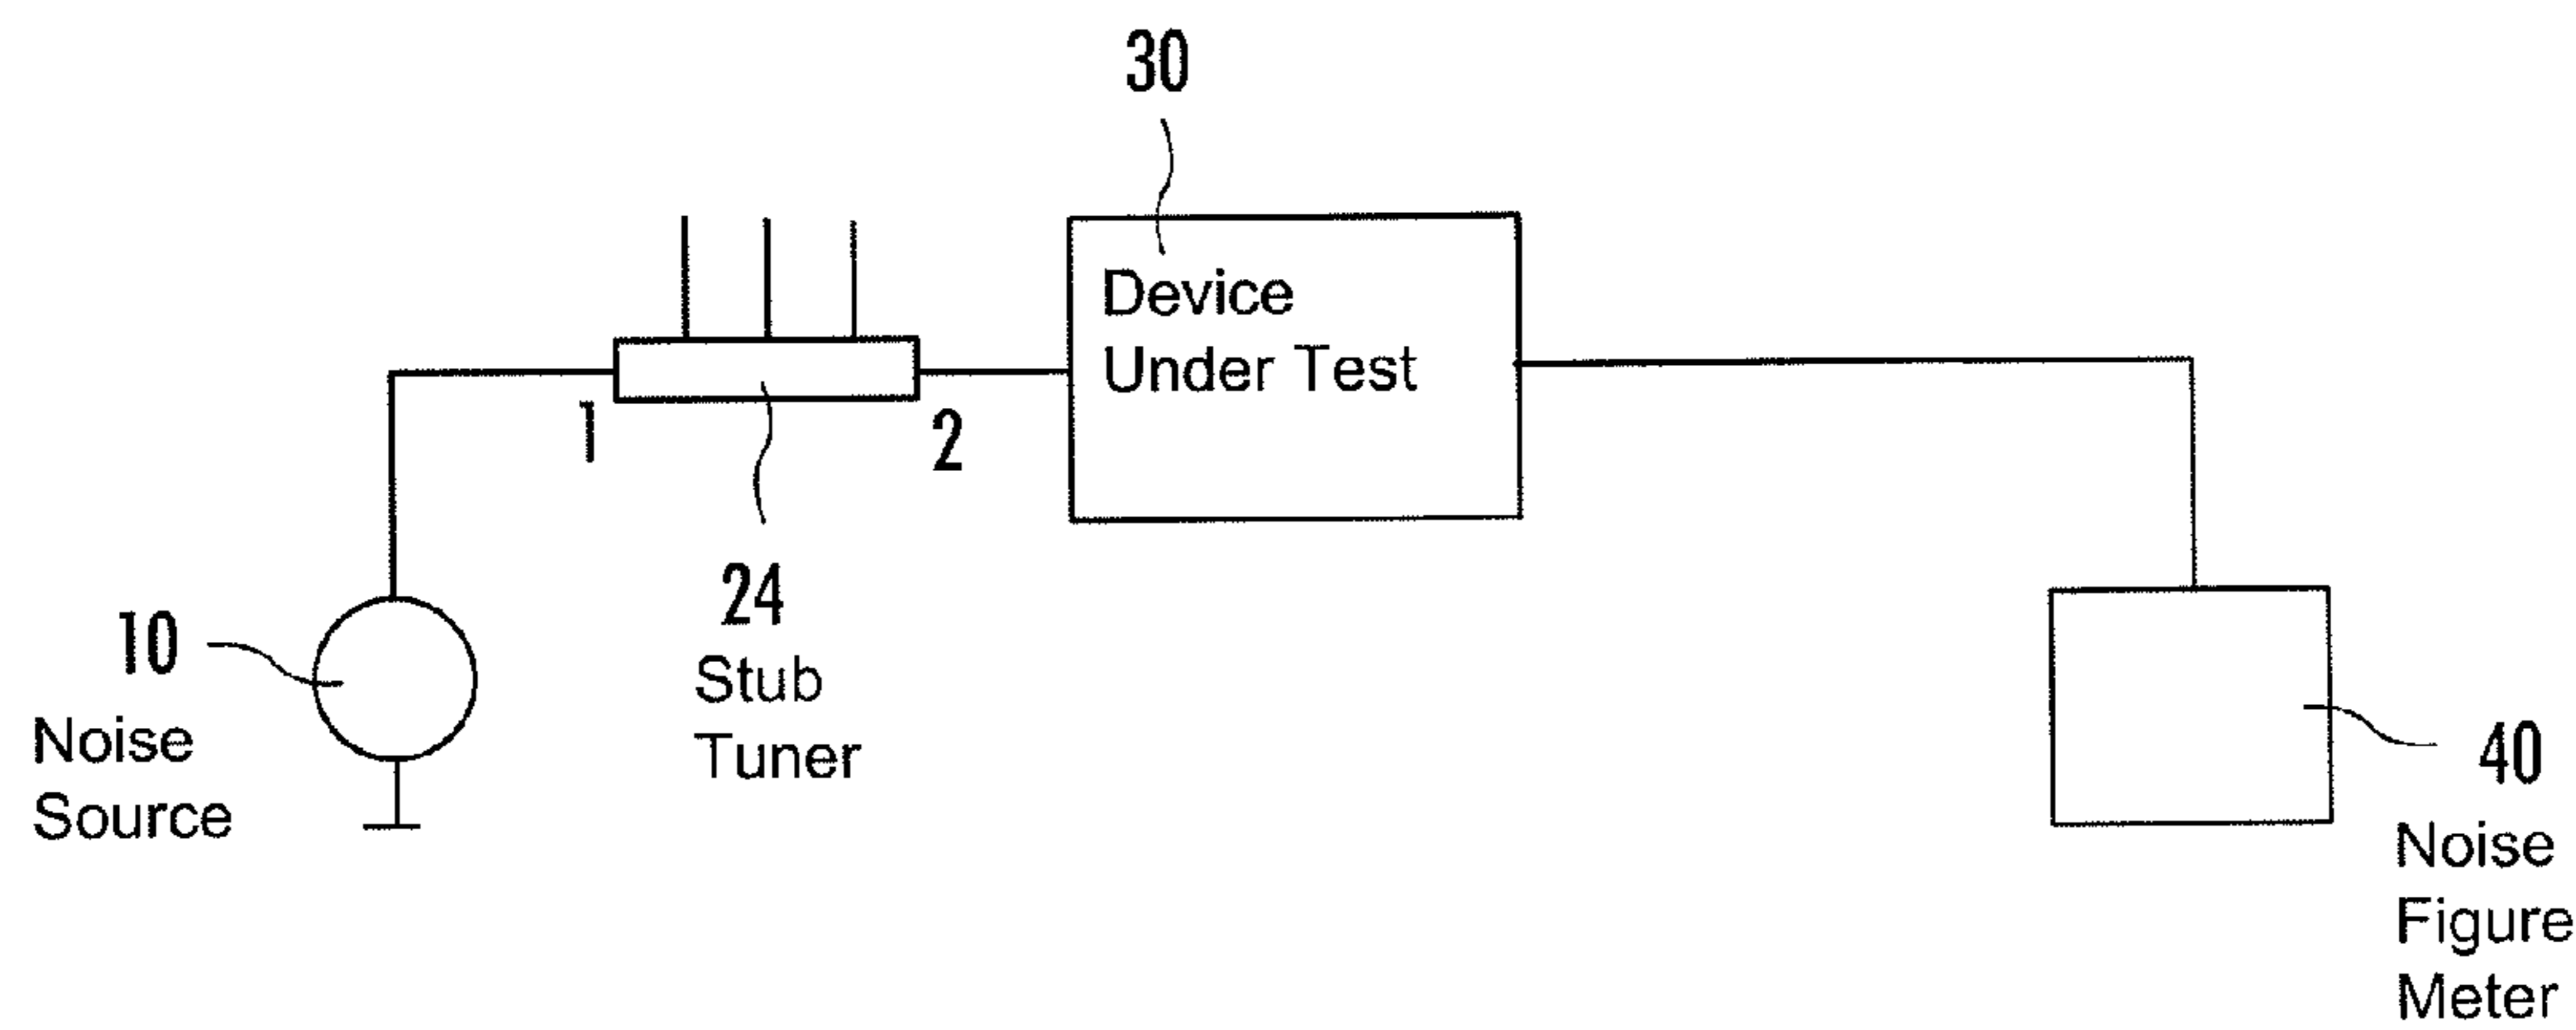 30
Device
Under Test
1
2
24
Stub
Tuner
10
Noise
Source
40
Noise
Figure
Meter